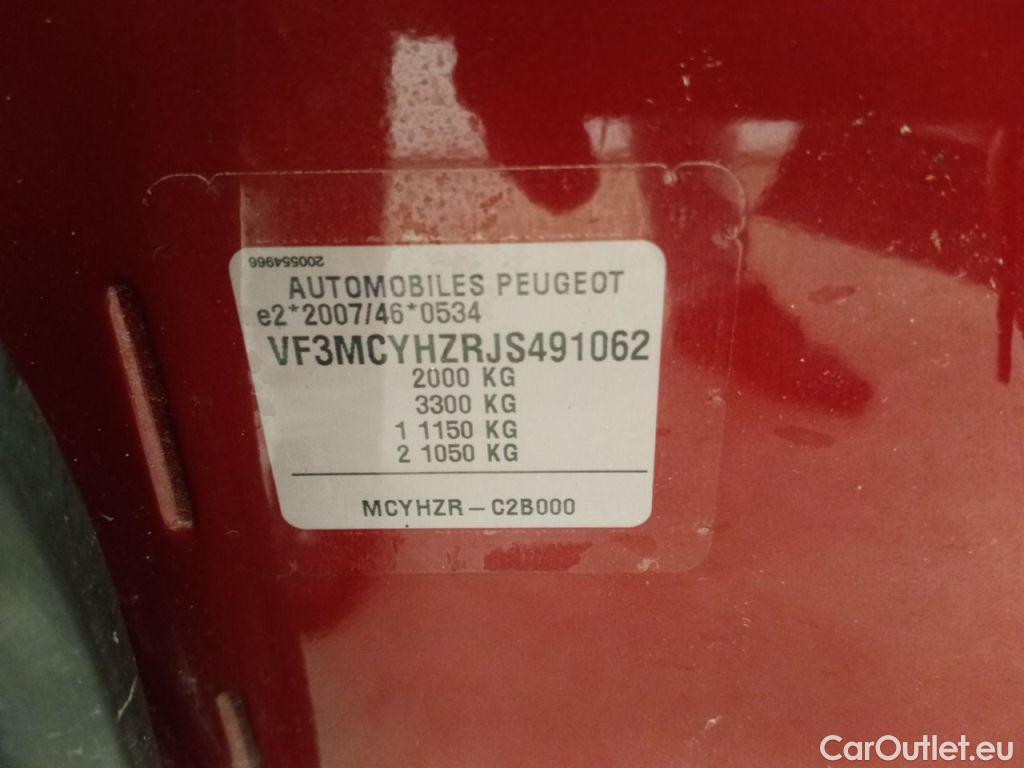 200554966
AUTOMOBILES PEUGEOT
e2*2007/46*0534
VF3MCYHZRJS491062
2000 KG
3300 KG
1 1150 KG
2 1050 KG
MCYHZR – C2B000
CarOutlet.eu